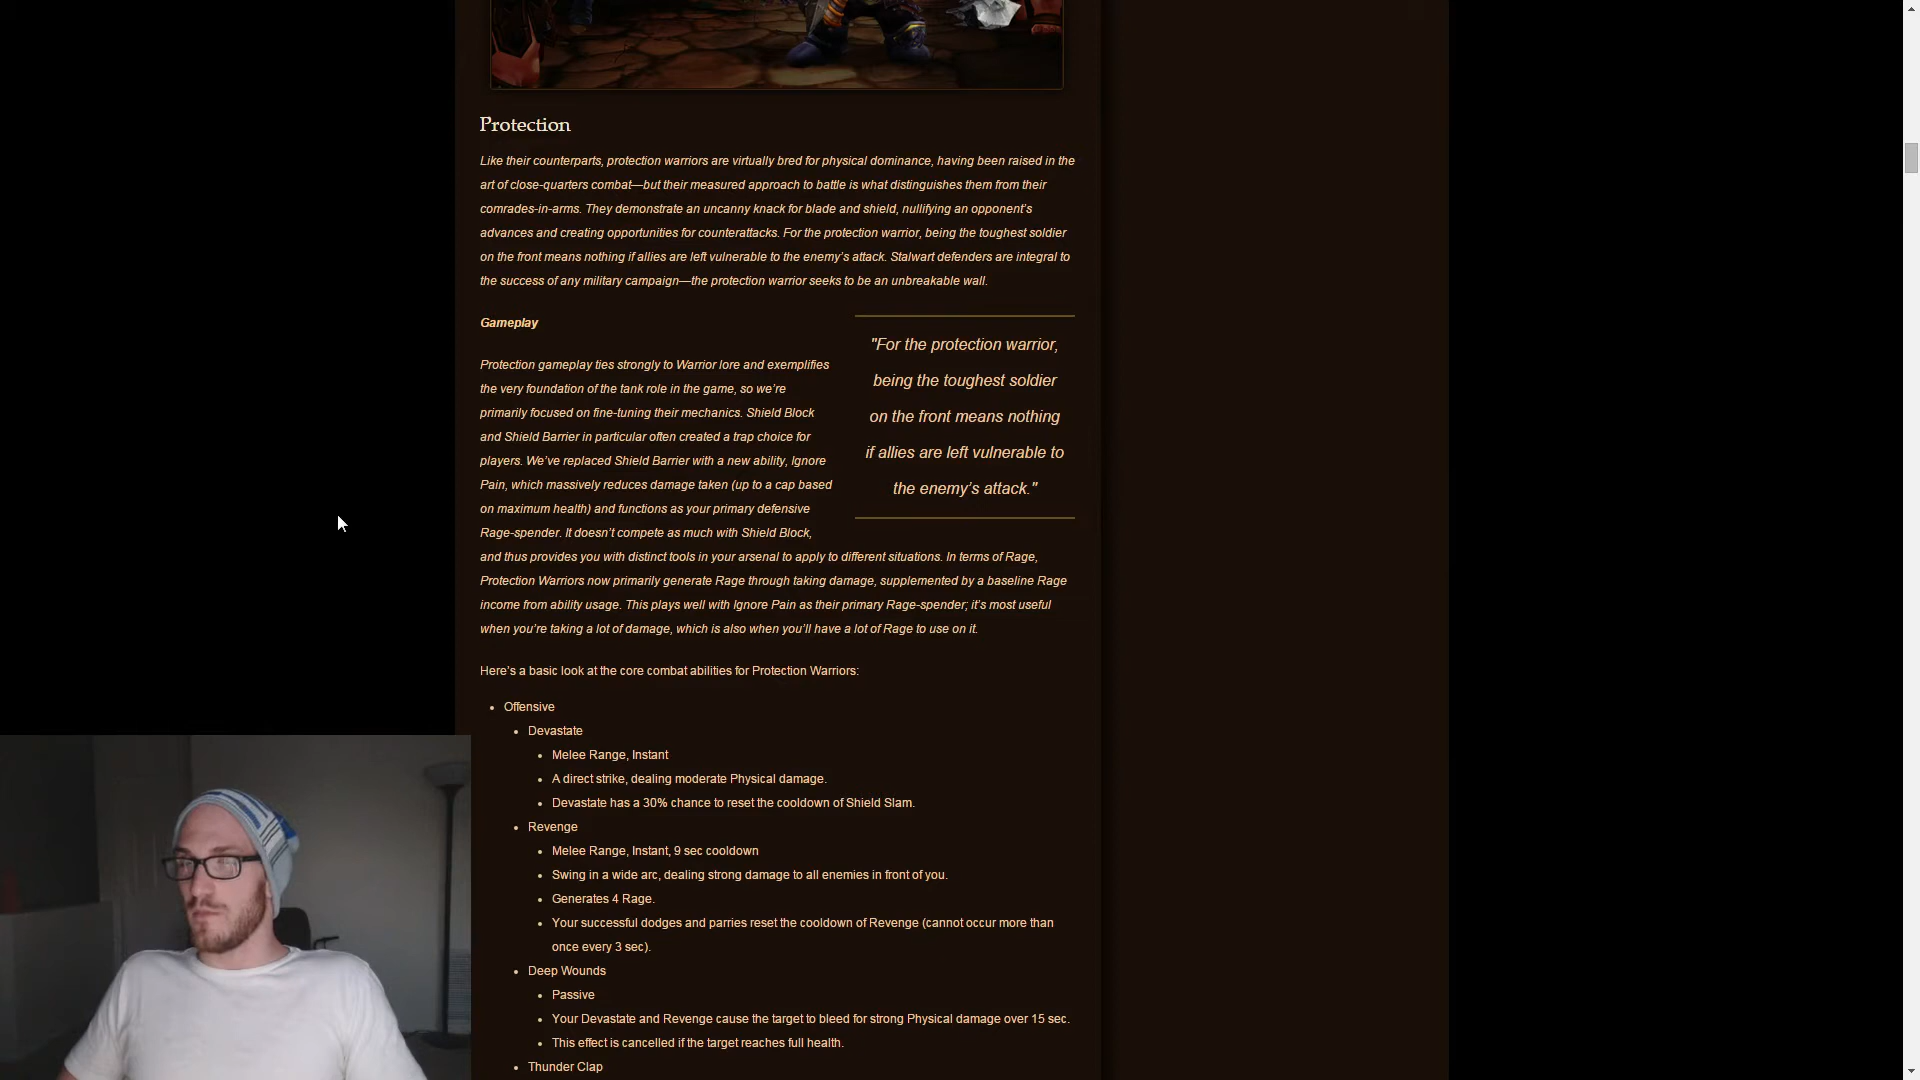 Protection
Like their counterparts, protection warriors are virtually bred for physical dominance, having been raised in the
art of close-quarters combat—but their measured approach to battle is what distinguishes them from their
comrades-in-arms. They demonstrate an uncanny knack for blade and shield, nullifying an opponent’s
advances and creating opportunities for counterattacks. For the protection warrior, being the toughest soldier
on the front means nothing if allies are left vulnerable to the enemy’s attack. Stalwart defenders are integral to
the success of any military campaign—the protection warrior seeks to be an unbreakable wall.
Gameplay
Protection gameplay ties strongly to Warrior lore and exemplifies
the very foundation of the tank role in the game, so we’re
primarily focused on fine-tuning their mechanics. Shield Block
and Shield Barrier in particular often created a trap choice for
players. We’ve replaced Shield Barrier with a new ability, Ignore
Pain, which massively reduces damage taken (up to a cap based
on maximum health) and functions as your primary defensive
Rage-spender. It doesn’t compete as much with Shield Block,
and thus provides you with distinct tools in your arsenal to apply to different situations. In terms of Rage,
Protection Warriors now primarily generate Rage through taking damage, supplemented by a baseline Rage
income from ability usage. This plays well with Ignore Pain as their primary Rage-spender; it’s most useful
when you’re taking a lot of damage, which is also when you’ll have a lot of Rage to use on it.
"For the protection warrior,
being the toughest soldier
on the front means nothing
if allies are left vulnerable to
the enemy’s attack."
Here’s a basic look at the core combat abilities for Protection Warriors:
• Offensive
• Devastate
• Melee Range, Instant
• A direct strike, dealing moderate Physical damage.
• Devastate has a 30% chance to reset the cooldown of Shield Slam.
• Revenge
• Melee Range, Instant, 9 sec cooldown
• Swing in a wide arc, dealing strong damage to all enemies in front of you.
• Generates 4 Rage.
• Your successful dodges and parries reset the cooldown of Revenge (cannot occur more than
once every 3 sec).
• Deep Wounds
• Passive
• Your Devastate and Revenge cause the target to bleed for strong Physical damage over 15 sec.
• This effect is cancelled if the target reaches full health.
• Thunder Clap